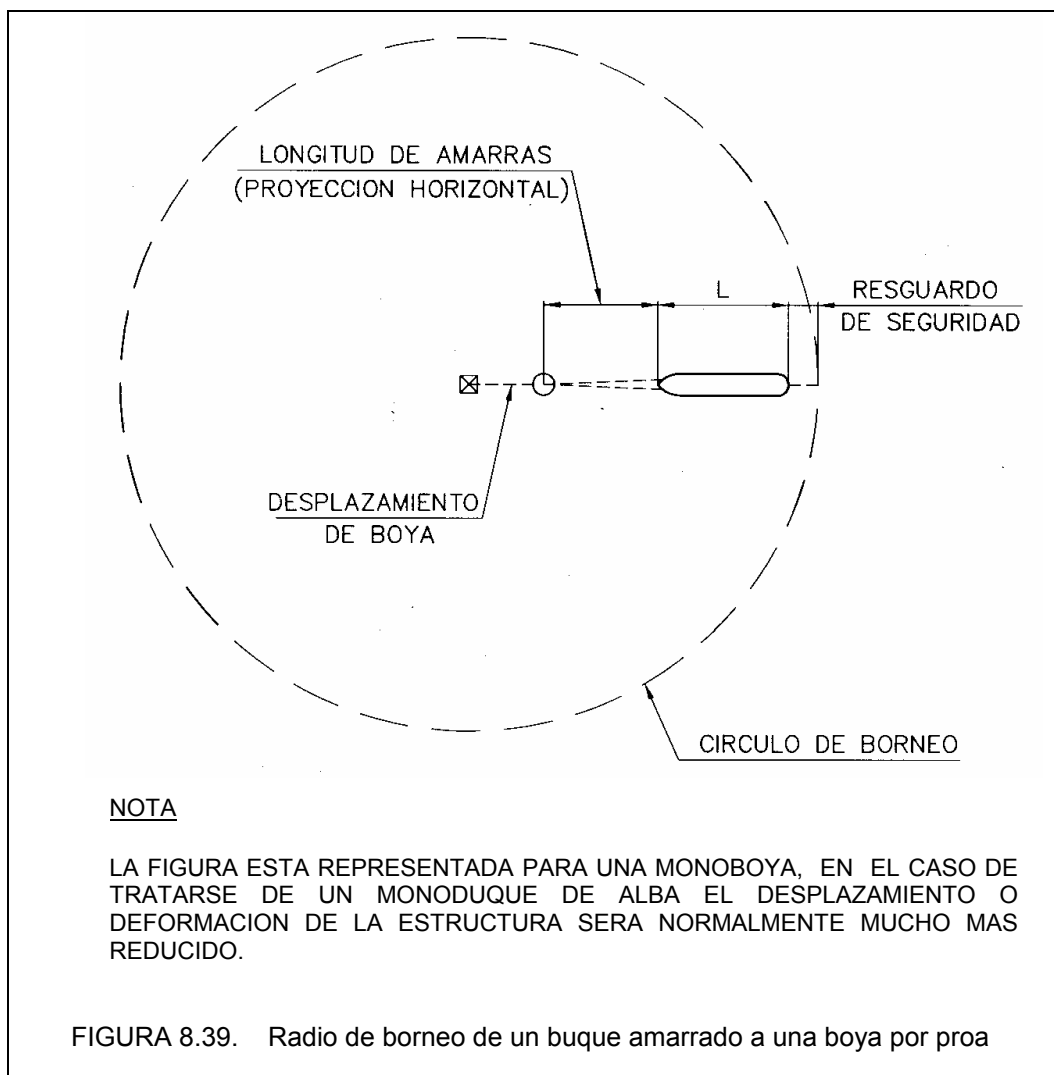 LONGITUD DE AMARRAS
(PROYECCION HORIZONTAL)
L
RESGUARDO
DE SEGURIDAD
DESPLAZAMIENTO
DE BOYA
CIRCULO DE BORNEO
NOTA
LA FIGURA ESTA REPRESENTADA PARA UNA MONOBOYA, EN EL CASO DE
TRATARSE DE UN MONODUQUE DE ALBA EL DESPLAZAMIENTO O
DEFORMACION DE LA ESTRUCTURA SERA NORMALMENTE MUCHO MAS
REDUCIDO.
FIGURA 8.39. Radio de borneo de un buque amarrado a una boya por proa